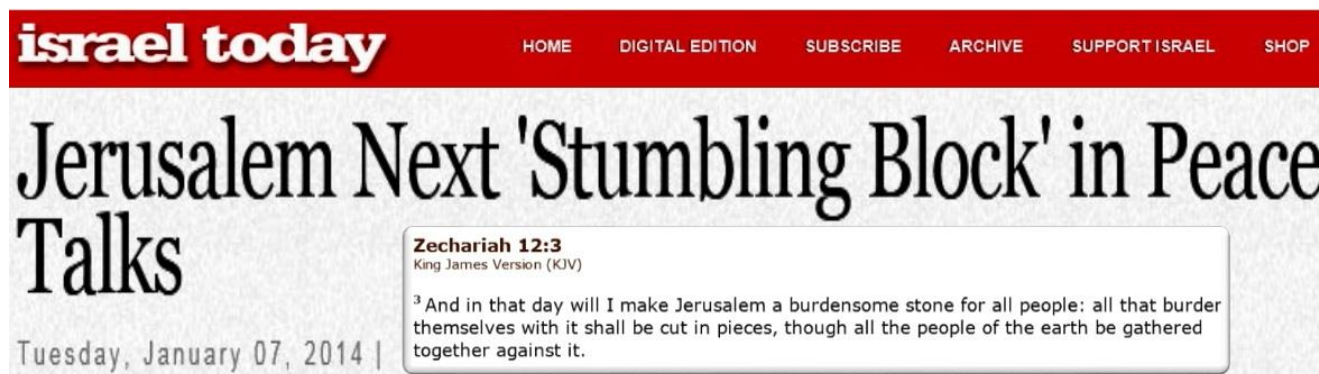 israel today
HOME DIGITAL EDITION SUBSCRIBE ARCHIVE SUPPORT ISRAEL SHOP
Jerusalem Next 'Stumbling Block' in Peace
Talks
Zechariah 12:3
King James Version (KJV)
3 And in that day will I make Jerusalem a burdensome stone for all people: all that burder
themselves with it shall be cut in pieces, though all the people of the earth be gathered
together against it.
Tuesday, January 07, 2014 |